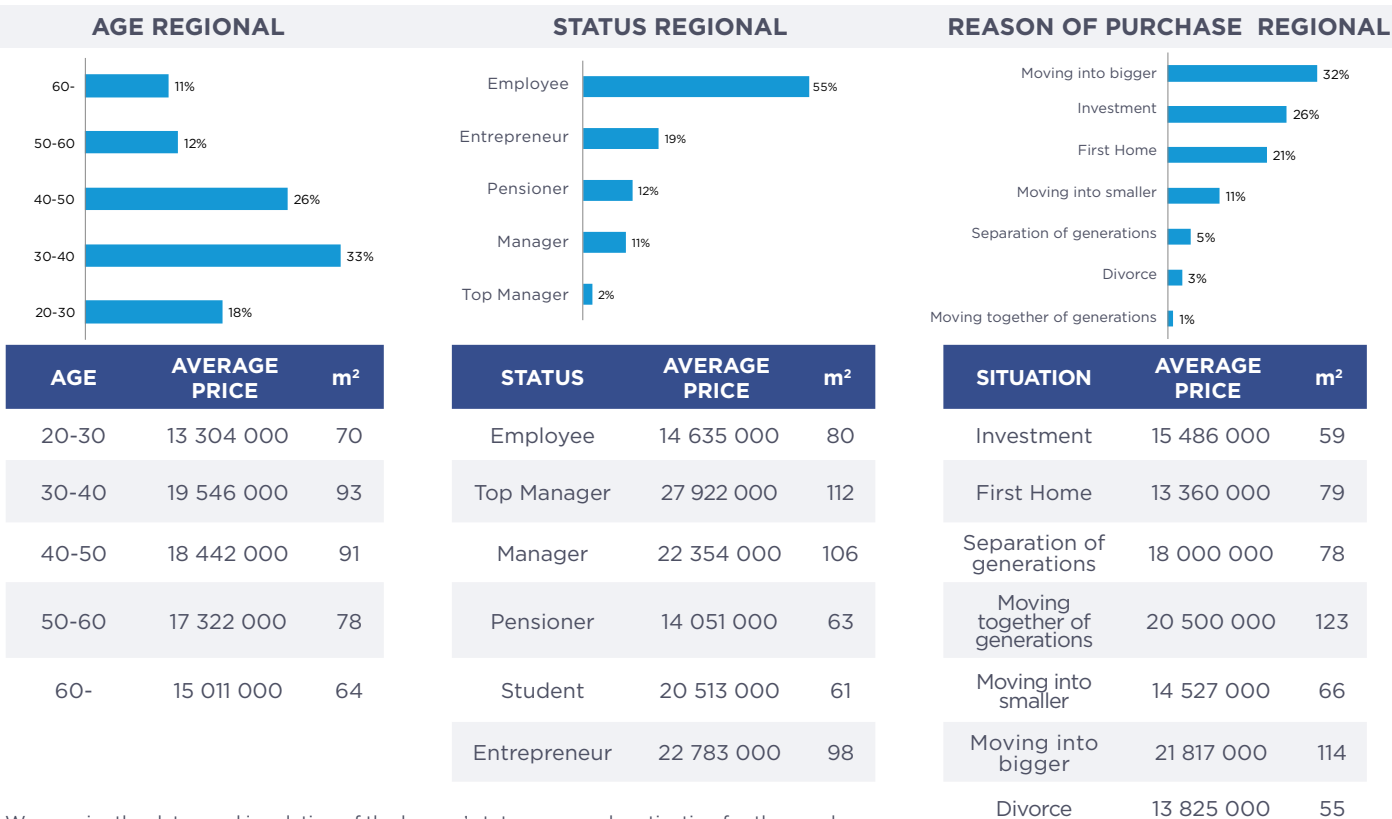 AGE REGIONAL
60-
11%
50-60
12%
40-50
26%
30-40
33%
20-30
18%
AGE
AVERAGE
PRICE
m²
20-30 13 304 000 70
30-40 19 546 000 93
40-50 18 442 000 91
50-60 17 322 000 78
60- 15 011 000 64
STATUS REGIONAL
Employee
55%
Entrepreneur
19%
Pensioner
12%
Manager
11%
Top Manager
2%
STATUS
AVERAGE
PRICE
m²
Employee 14 635 000 80
Top Manager 27 922 000 112
Manager 22 354 000 106
Pensioner 14 051 000 63
Student 20 513 000 61
Entrepreneur 22 783 000 98
REASON OF PURCHASE REGIONAL
Moving into bigger
32%
Investment
26%
First Home
21%
Moving into smaller
11%
Separation of generations
5%
Divorce
3%
Moving together of generations
1%
SITUATION
AVERAGE
PRICE
m²
Investment 15 486 000 59
First Home 13 360 000 79
Separation of
generations
18 000 000 78
Moving
together of
generations
20 500 000 123
Moving into
smaller
14 527 000 66
Moving into
bigger
21 817 000 114
Divorce 13 825 000 55